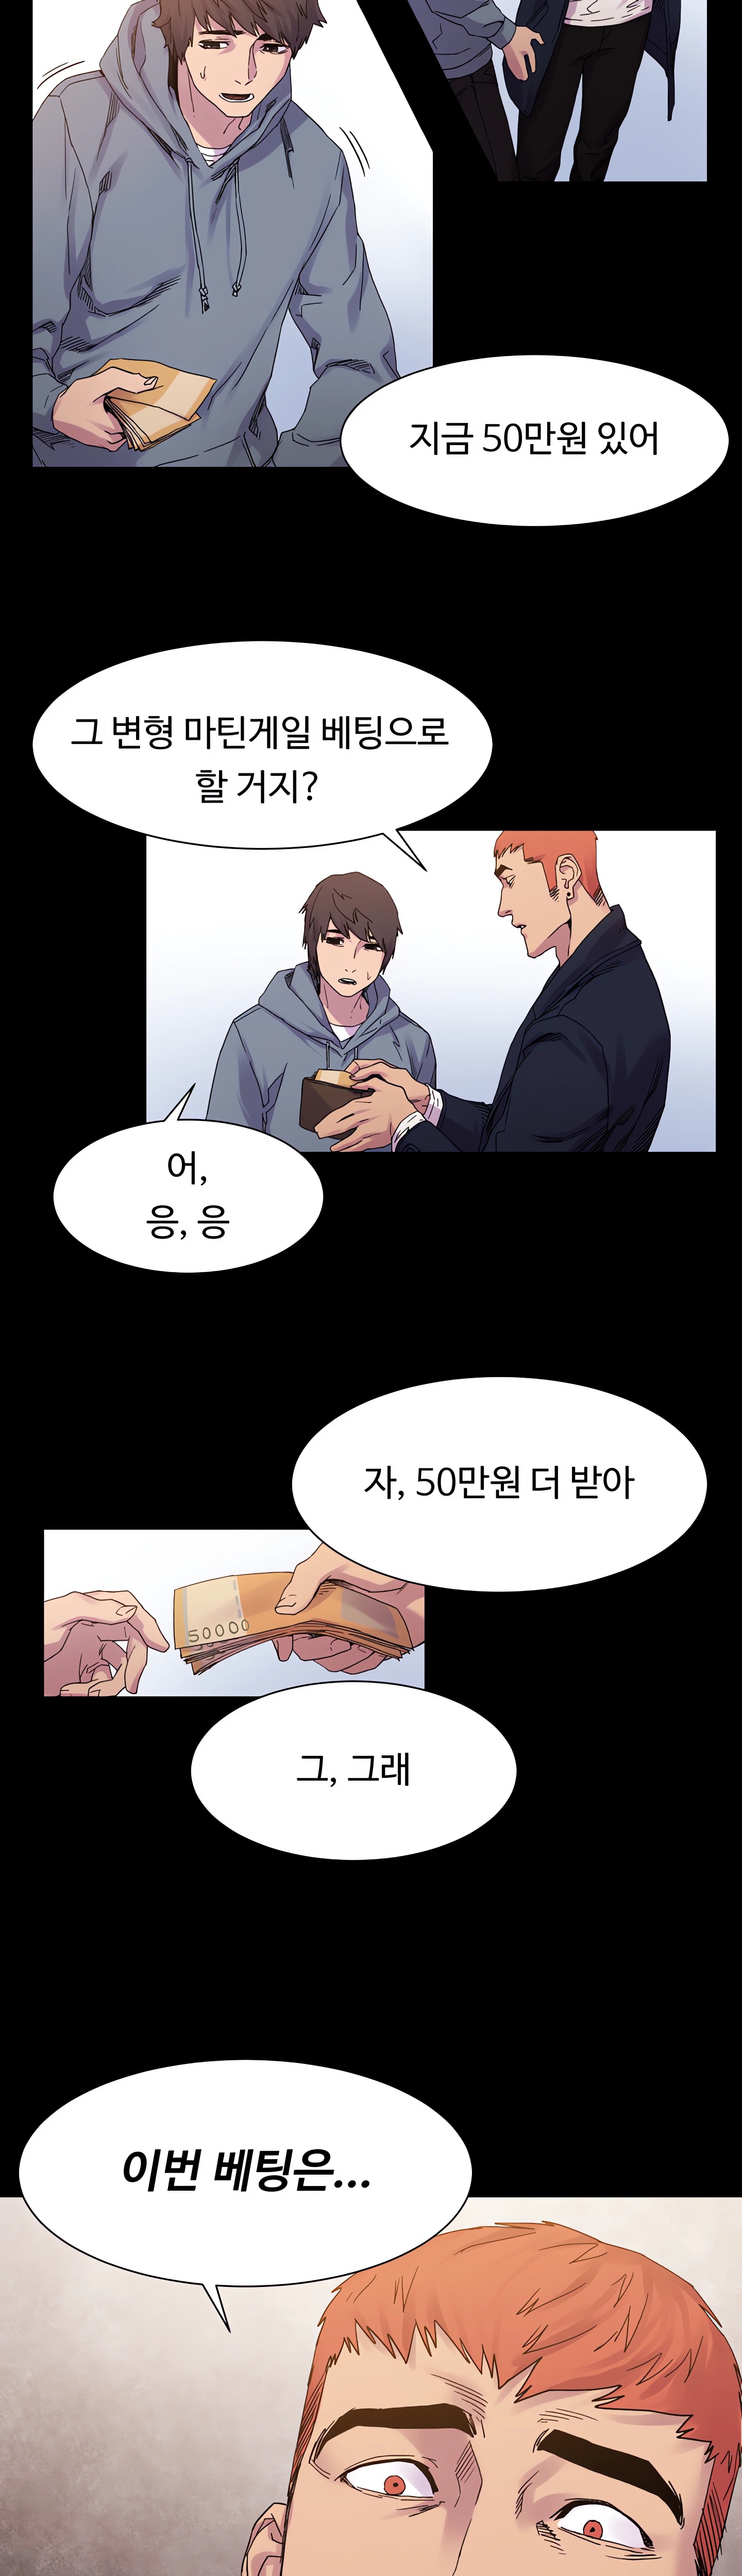 지금 50만원 있어
그 변형 마틴게일 베팅으로
할 거지?
어,
응, 응
자, 50만원 더 받아
50000
그, 그래
이번 베팅은...